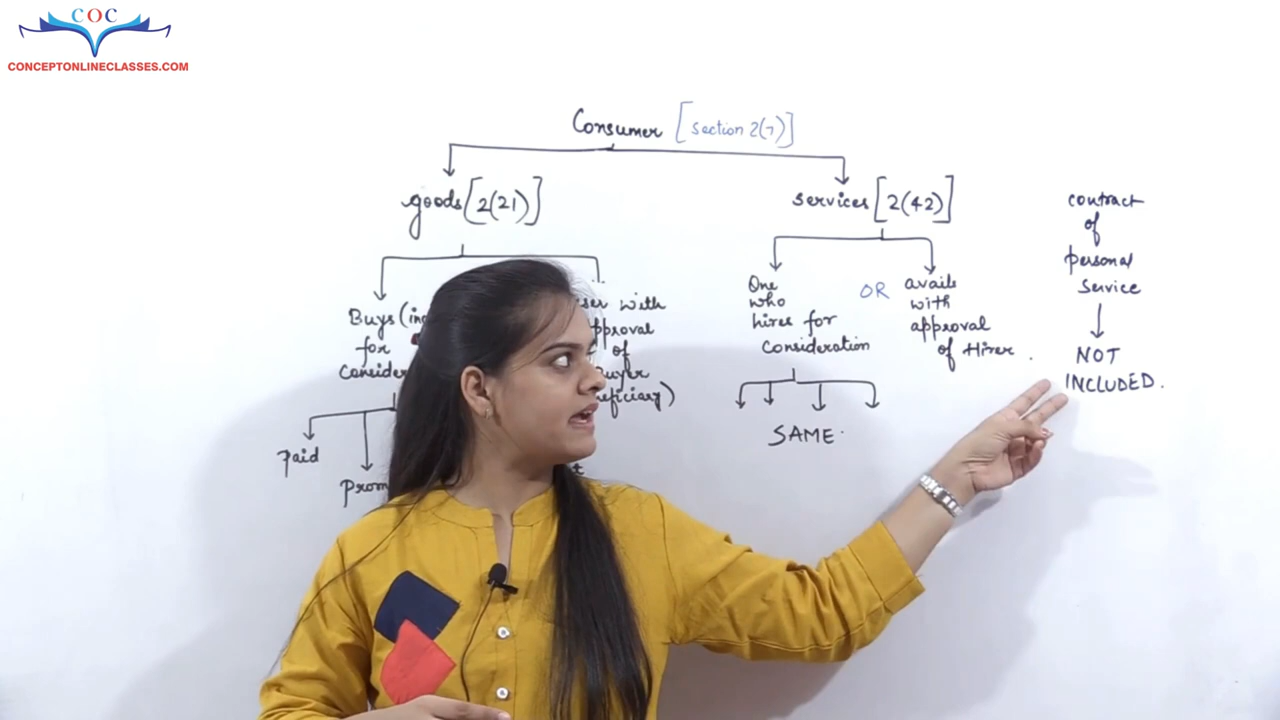 COC
CONCEPTONLINECLASSES.COM
Consumer [section 2(7)]
goods [2(21)]
services [2(42)]
Buys (
for
paid
with
of
One
who
hires for
Consideration
OR
avails
with
approval
of Hirer.
SAME.
contract
of
personal
Service
NOT
INCLUDED.